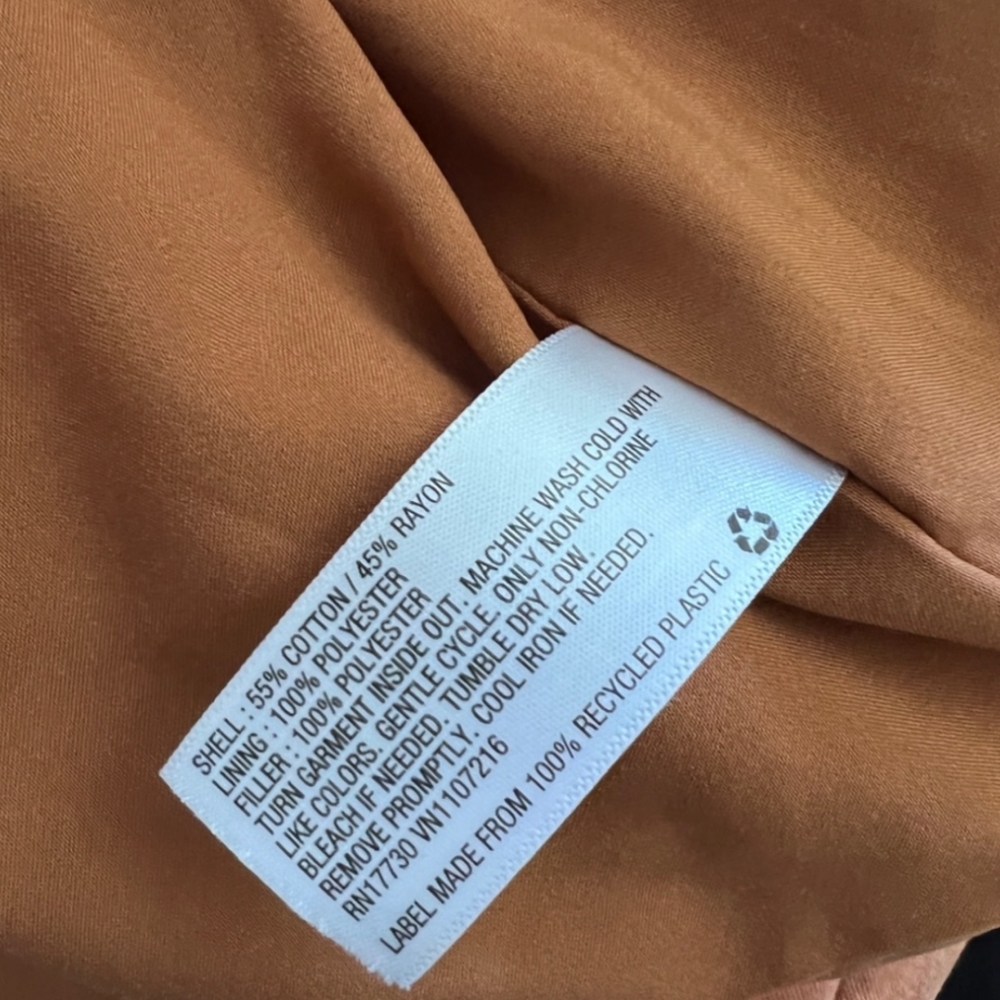 SHELL : 55% COTTON / 45% RAYON
LINING : 100% POLYESTER
FILLER : 100% POLYESTER
TURN GARMENT INSIDE OUT. MACHINE WASH COLD WITH
LIKE COLORS. GENTLE CYCLE. ONLY NON-CHLORINE
BLEACH IF NEEDED. TUMBLE DRY LOW.
REMOVE PROMPTLY. COOL IRON IF NEEDED.
RN17730 VN1107216
LABEL MADE FROM 100% RECYCLED PLASTIC